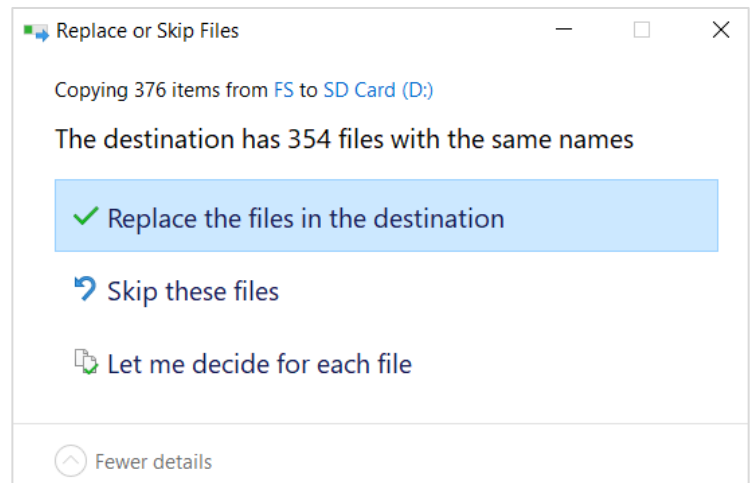 Replace or Skip Files
Copying 376 items from FS to SD Card (D:)
The destination has 354 files with the same names
Replace the files in the destination
Skip these files
Let me decide for each file
Fewer details